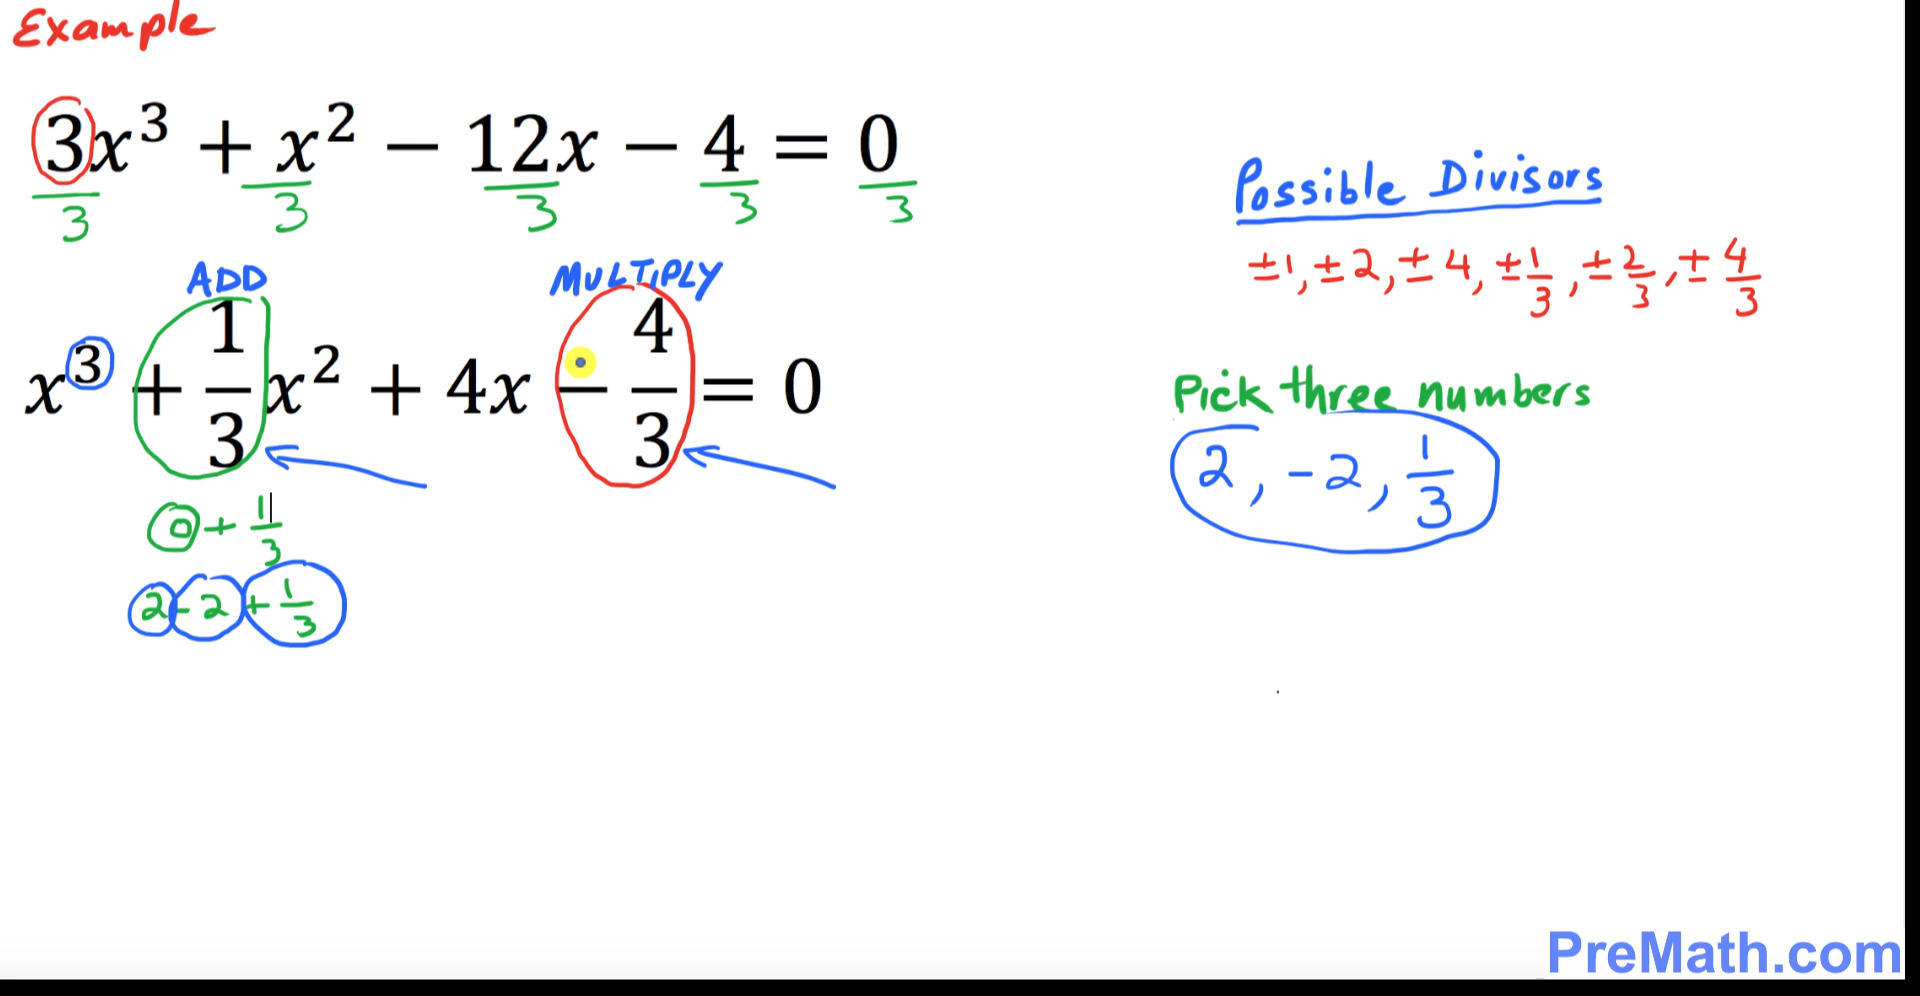 Example
3x³ + x² − 12x − 4 = 0
3 3 3 3 3
Possible Divisors
±1, ±2, ±4, ±1/3, ±2/3, ±4/3
ADD MULTIPLY
x³ + 1/3 x² + 4x − 4/3 = 0
Pick three numbers
2, -2, 1/3
0 + 1/3
2 - 2 + 1/3
PreMath.com